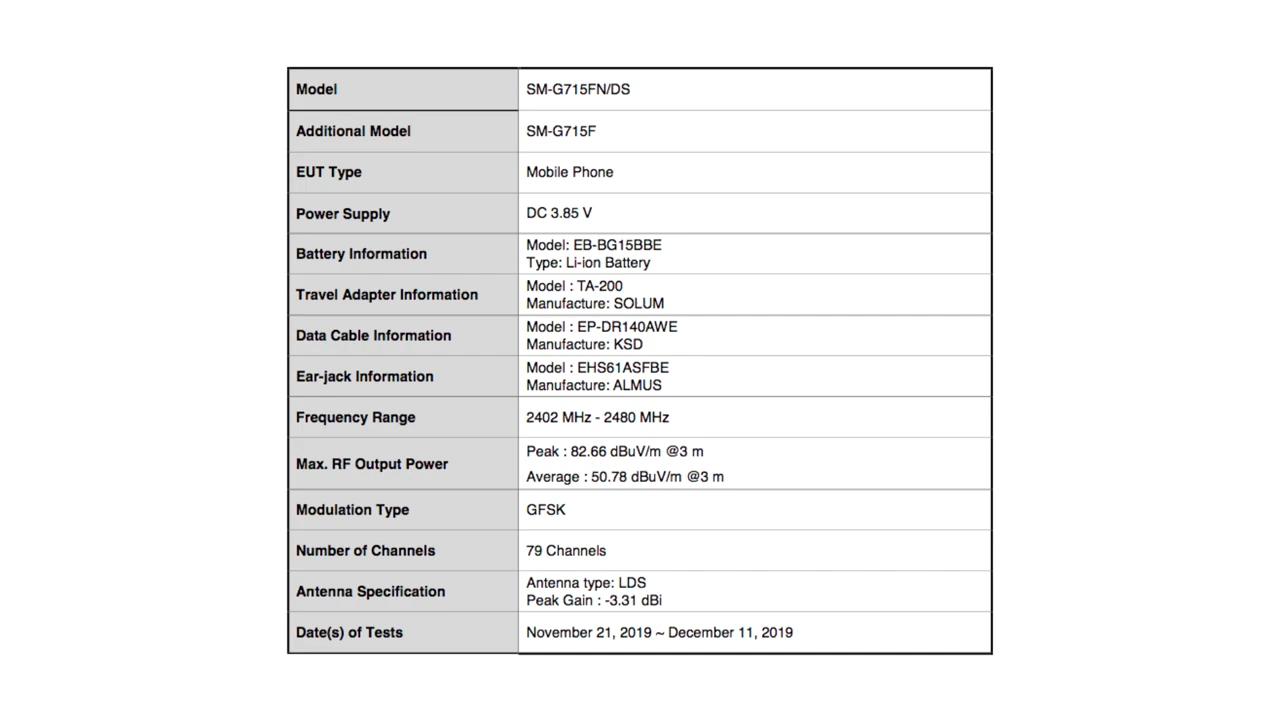 Model
SM-G715FN/DS
Additional Model
SM-G715F
EUT Type
Mobile Phone
Power Supply
DC 3.85 V
Battery Information
Model: EB-BG15BBE
Type: Li-ion Battery
Travel Adapter Information
Model : TA-200
Manufacture: SOLUM
Data Cable Information
Model : EP-DR140AWE
Manufacture: KSD
Ear-jack Information
Model : EHS61ASFBE
Manufacture: ALMUS
Frequency Range
2402 MHz - 2480 MHz
Max. RF Output Power
Peak : 82.66 dBuV/m @3 m
Average : 50.78 dBuV/m @3 m
Modulation Type
GFSK
Number of Channels
79 Channels
Antenna Specification
Antenna type: LDS
Peak Gain : -3.31 dBi
Date(s) of Tests
November 21, 2019 ~ December 11, 2019